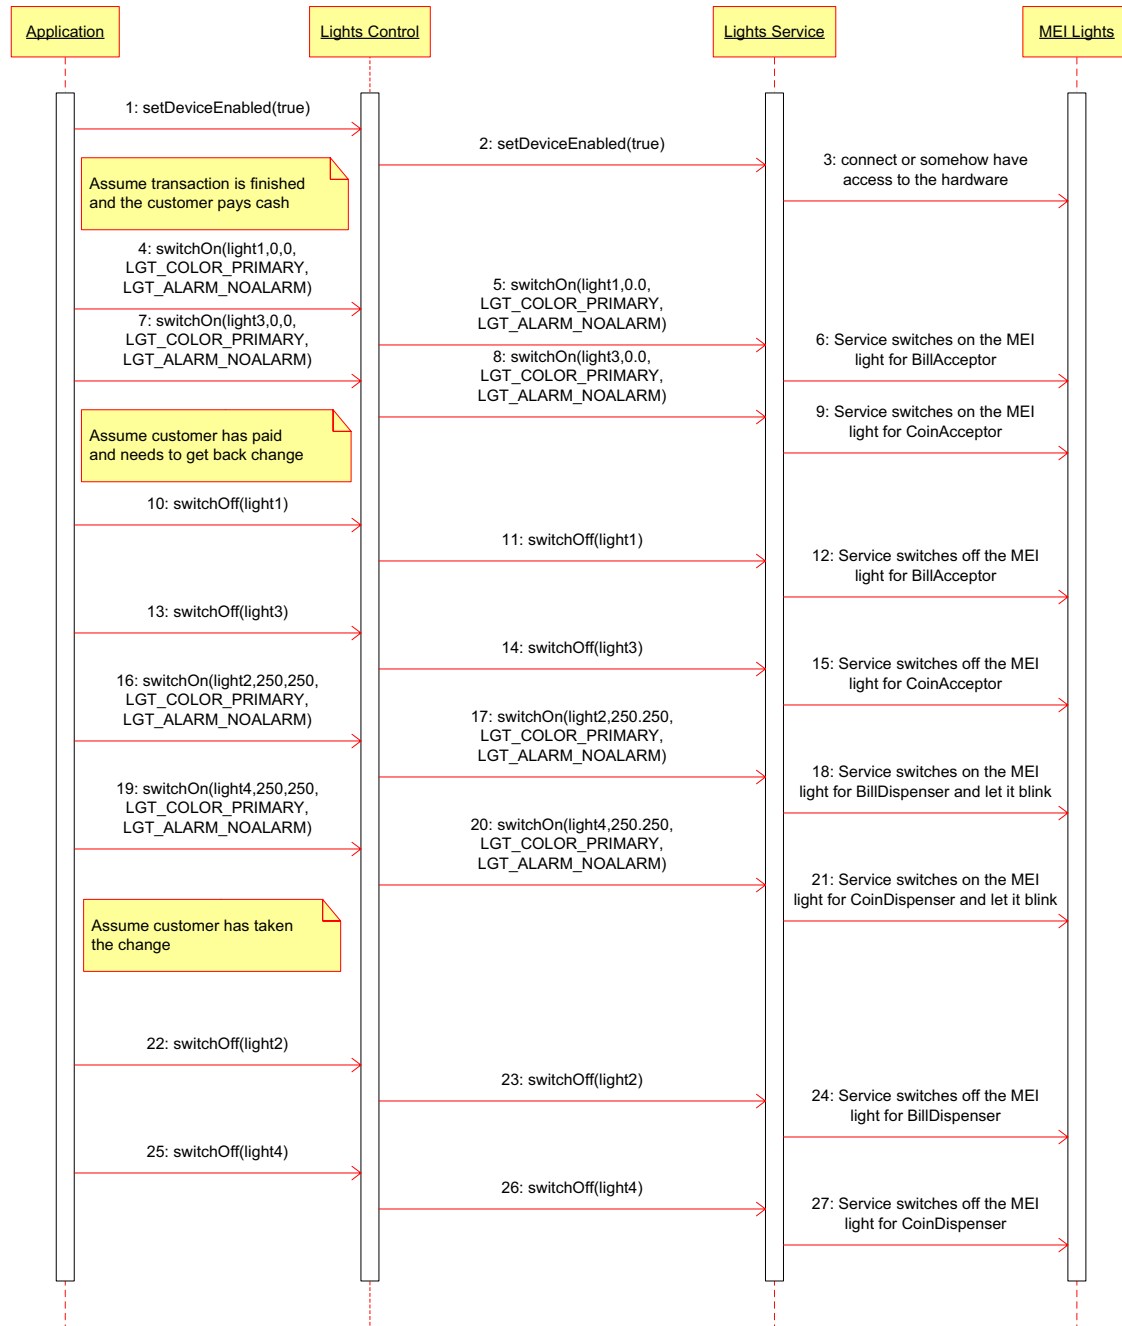 Application
Lights Control
Lights Service
MEI Lights
1: setDeviceEnabled(true)
2: setDeviceEnabled(true)
3: connect or somehow have
access to the hardware
Assume transaction is finished
and the customer pays cash
4: switchOn(light1,0,0,
LGT_COLOR_PRIMARY,
LGT_ALARM_NOALARM)
5: switchOn(light1,0.0,
LGT_COLOR_PRIMARY,
LGT_ALARM_NOALARM)
6: Service switches on the MEI
light for BillAcceptor
7: switchOn(light3,0,0,
LGT_COLOR_PRIMARY,
LGT_ALARM_NOALARM)
8: switchOn(light3,0.0,
LGT_COLOR_PRIMARY,
LGT_ALARM_NOALARM)
9: Service switches on the MEI
light for CoinAcceptor
Assume customer has paid
and needs to get back change
10: switchOff(light1)
11: switchOff(light1)
12: Service switches off the MEI
light for BillAcceptor
13: switchOff(light3)
14: switchOff(light3)
15: Service switches off the MEI
light for CoinAcceptor
16: switchOn(light2,250,250,
LGT_COLOR_PRIMARY,
LGT_ALARM_NOALARM)
17: switchOn(light2,250.250,
LGT_COLOR_PRIMARY,
LGT_ALARM_NOALARM)
18: Service switches on the MEI
light for BillDispenser and let it blink
19: switchOn(light4,250,250,
LGT_COLOR_PRIMARY,
LGT_ALARM_NOALARM)
20: switchOn(light4,250.250,
LGT_COLOR_PRIMARY,
LGT_ALARM_NOALARM)
21: Service switches on the MEI
light for CoinDispenser and let it blink
Assume customer has taken
the change
22: switchOff(light2)
23: switchOff(light2)
24: Service switches off the MEI
light for BillDispenser
25: switchOff(light4)
26: switchOff(light4)
27: Service switches off the MEI
light for CoinDispenser